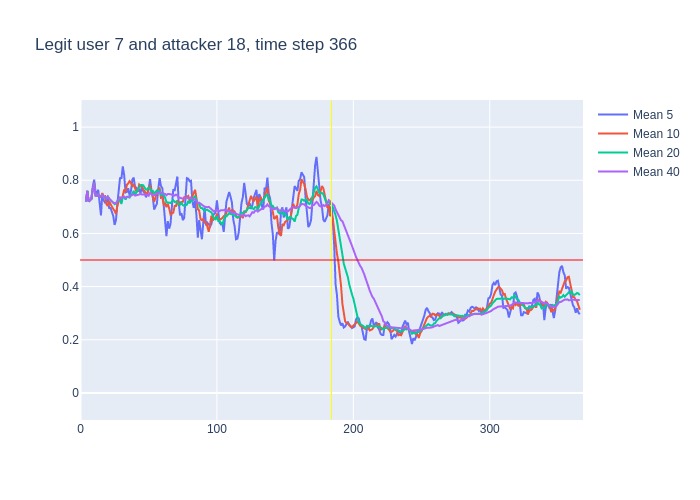 Legit user 7 and attacker 18, time step 366
Mean 5
Mean 10
Mean 20
Mean 40
1
0.8
0.6
0.4
0.2
0
0 100 200 300